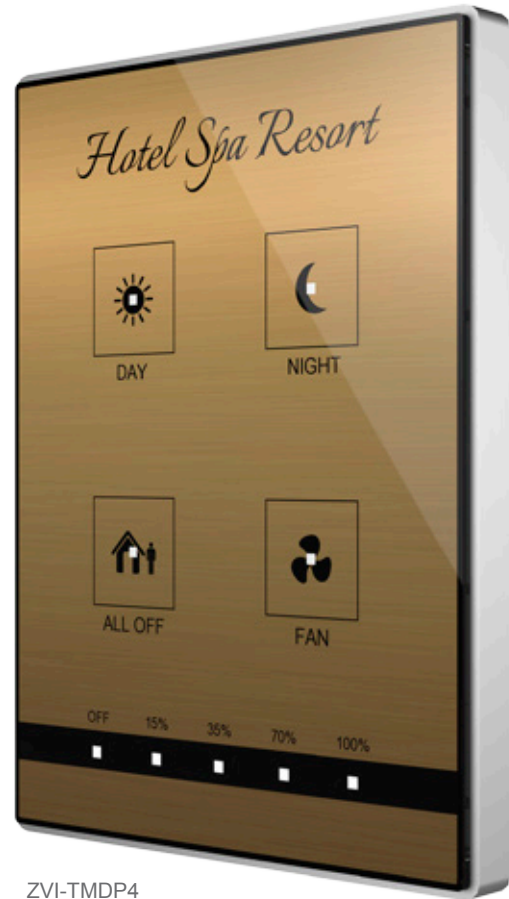 Hotel Spa Resort
DAY NIGHT
ALL OFF FAN
OFF 15% 35% 70% 100%
ZVI-TMDP4